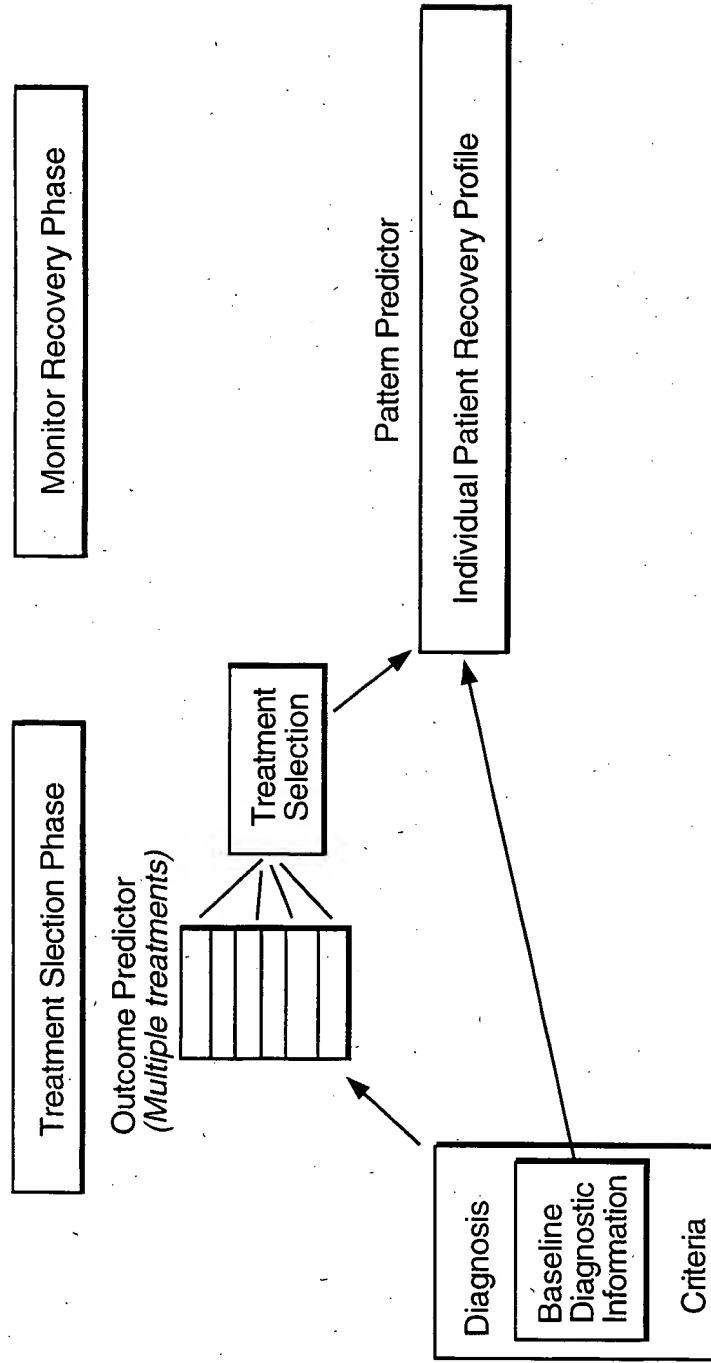 Treatment Slection Phase
Monitor Recovery Phase
Outcome Predictor
(Multiple treatments)
Treatment
Selection
Pattern Predictor
Individual Patient Recovery Profile
Diagnosis
Baseline
Diagnostic
Information
Criteria